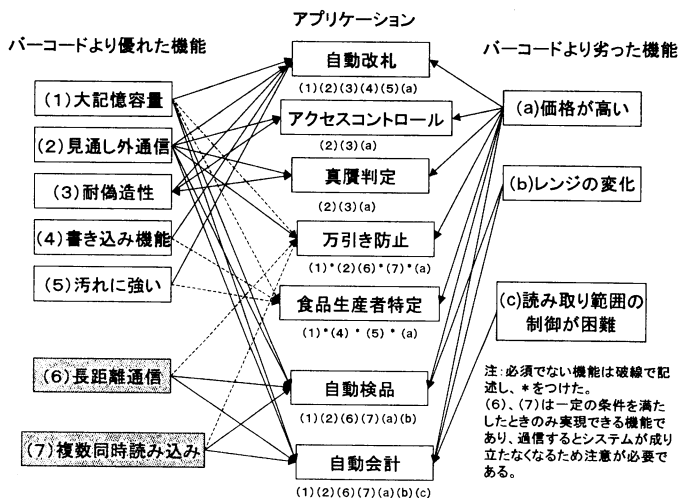 アプリケーション
バーコードより優れた機能
バーコードより劣った機能
自動改札
(1)(2)(3)(4)(5)(a)
アクセスコントロール
(2)(3)(a)
真贋判定
(2)(3)(a)
万引き防止
(1)*(2)(6)*(7)*(a)
食品生産者特定
(1)*(4)*(5)*(a)
自動検品
(1)(2)(6)(7)(a)(b)
自動会計
(1)(2)(6)(7)(a)(b)(c)
(1)大記憶容量
(2)見通し外通信
(3)耐偽造性
(4)書き込み機能
(5)汚れに強い
(6)長距離通信
(7)複数同時読み込み
(a)価格が高い
(b)レンジの変化
(c)読み取り範囲の
制御が困難
注:必須でない機能は破線で記
述し、*をつけた。
(6)、(7)は一定の条件を満た
したときのみ実現できる機能で
あり、過信するとシステムが成り
立たなくなるため注意が必要で
ある。